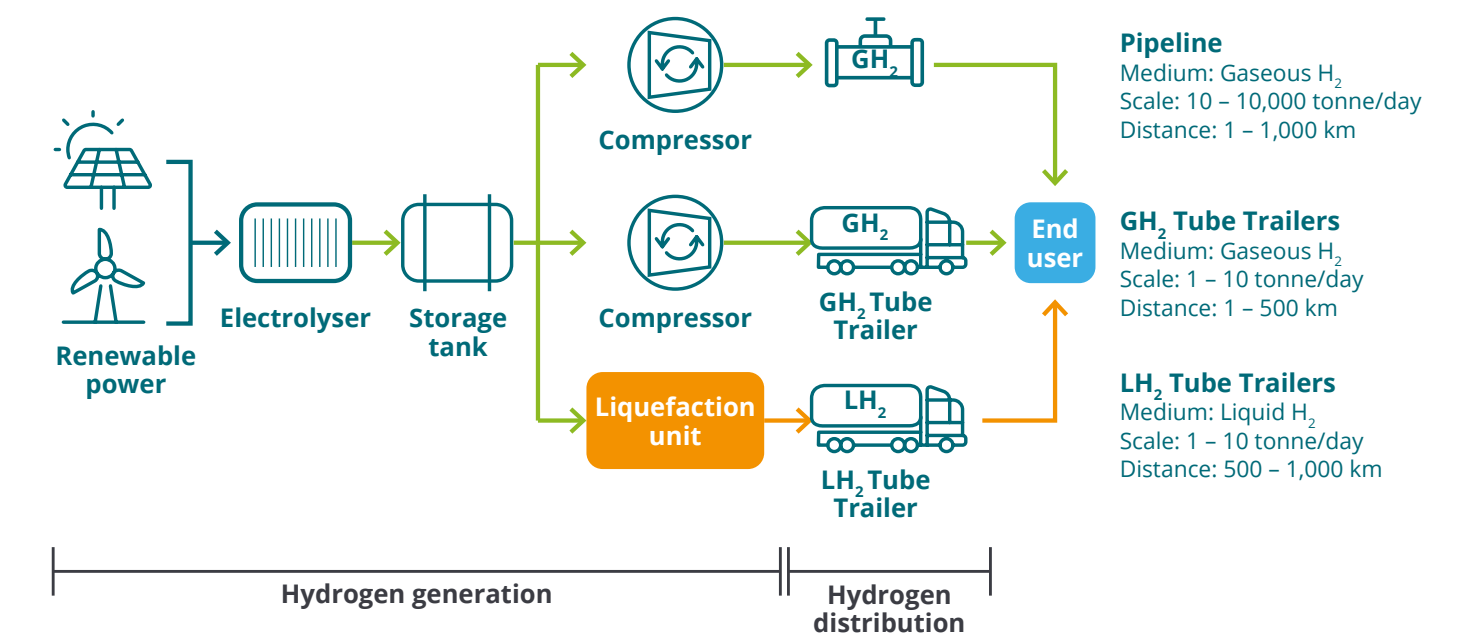 Renewable
power
Electrolyser
Storage
tank
Compressor
GH₂
Compressor
GH₂
GH₂ Tube
Trailer
Liquefaction
unit
LH₂
LH₂ Tube
Trailer
End
user
Pipeline
Medium: Gaseous H₂
Scale: 10 – 10,000 tonne/day
Distance: 1 – 1,000 km
GH₂ Tube Trailers
Medium: Gaseous H₂
Scale: 1 – 10 tonne/day
Distance: 1 – 500 km
LH₂ Tube Trailers
Medium: Liquid H₂
Scale: 1 – 10 tonne/day
Distance: 500 – 1,000 km
Hydrogen generation
Hydrogen
distribution